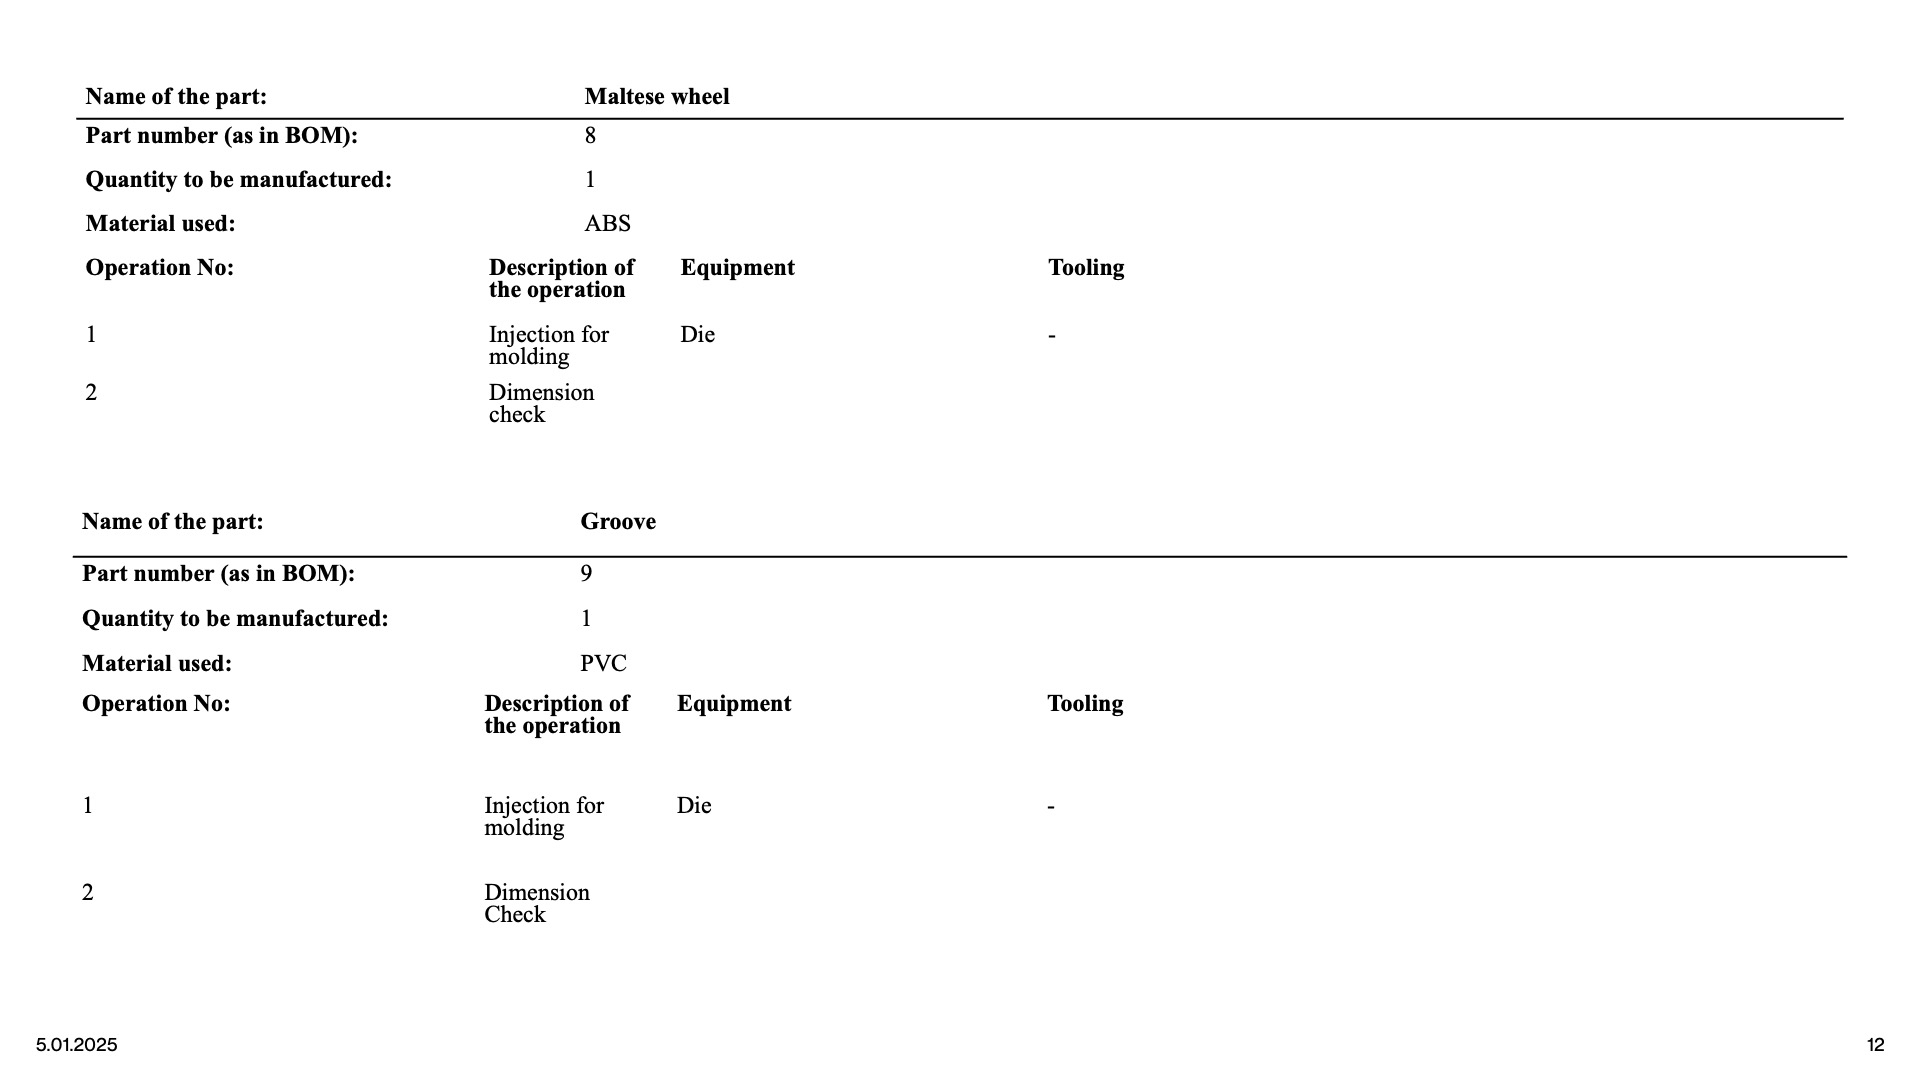 Name of the part: Maltese wheel
Part number (as in BOM): 8
Quantity to be manufactured: 1
Material used: ABS
Operation No: Description of Equipment Tooling
the operation
1 Injection for Die -
molding
2 Dimension
check
Name of the part: Groove
Part number (as in BOM): 9
Quantity to be manufactured: 1
Material used: PVC
Operation No: Description of Equipment Tooling
the operation
1 Injection for Die -
molding
2 Dimension
Check
5.01.2025 12